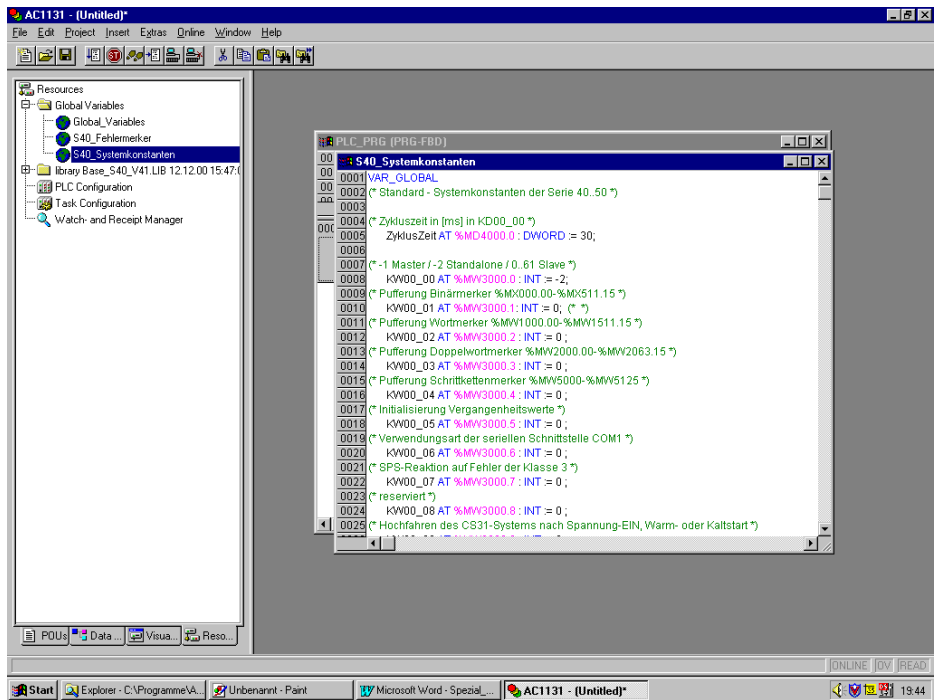 AC1131 - (Untitled)*
File Edit Project Insert Extras Online Window Help
Resources
Global Variables
Global_Variables
S40_Fehlermerker
S40_Systemkonstanten
library Base_S40_V41.LIB 12.12.00 15:47:
PLC Configuration
Task Configuration
Watch- and Receipt Manager
POUs Data ... Visua... Reso...
PLC_PRG (PRG-FBD)
S40_Systemkonstanten
0001 VAR_GLOBAL
0002 (* Standard - Systemkonstanten der Serie 40..50 *)
0003
0004 (* Zykluszeit in [ms] in KD00_00 *)
0005 ZyklusZeit AT %MD4000.0 : DWORD := 30;
0006
0007 (* -1 Master / -2 Standalone / 0..61 Slave *)
0008 KW00_00 AT %MW3000.0 : INT := -2;
0009 (* Pufferung Binärmerker %MX000.00-%MX511.15 *)
0010 KW00_01 AT %MW3000.1: INT := 0; (* *)
0011 (* Pufferung Wortmerker %MW1000.00-%MW1511.15 *)
0012 KW00_02 AT %MW3000.2 : INT := 0 ;
0013 (* Pufferung Doppelwortmerker %MW2000.00-%MW2063.15 *)
0014 KW00_03 AT %MW3000.3 : INT := 0 ;
0015 (* Pufferung Schrittkettenmerker %MW5000-%MW5125 *)
0016 KW00_04 AT %MW3000.4 : INT := 0 ;
0017 (* Initialisierung Vergangenheitswerte *)
0018 KW00_05 AT %MW3000.5 : INT := 0 ;
0019 (* Verwendungsart der seriellen Schnittstelle COM1 *)
0020 KW00_06 AT %MW3000.6 : INT := 0 ;
0021 (* SPS-Reaktion auf Fehler der Klasse 3 *)
0022 KW00_07 AT %MW3000.7 : INT := 0 ;
0023 (* reserviert *)
0024 KW00_08 AT %MW3000.8 : INT := 0 ;
0025 (* Hochfahren des CS31-Systems nach Spannung-EIN, Warm- oder Kaltstart *)
ONLINE OV READ
Start Explorer - C:\Programme\A... Unbenannt - Paint Microsoft Word - Spezial_... AC1131 - (Untitled)* 19:44